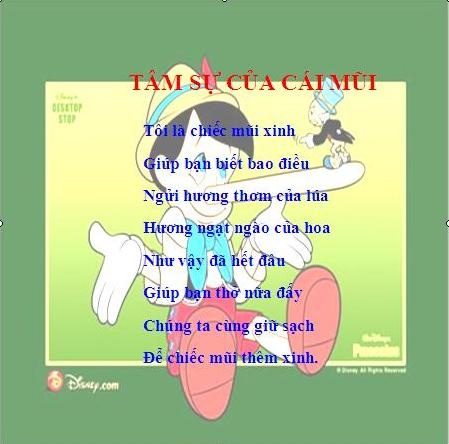 TÂM SỰ CỦA CÁI MŨI
Disney's
DESKTOP
STOP
Tôi là chiếc mũi xinh
Giúp bạn biết bao điều
Ngửi hương thơm của lúa
Hương ngạt ngào của hoa
Như vậy đã hết đâu
Giúp bạn thở nữa đấy
Chúng ta cùng giữ sạch
Để chiếc mũi thêm xinh.
Walt Disney's
Pinocchio
© Disney. All Rights Reserved
Disney.com